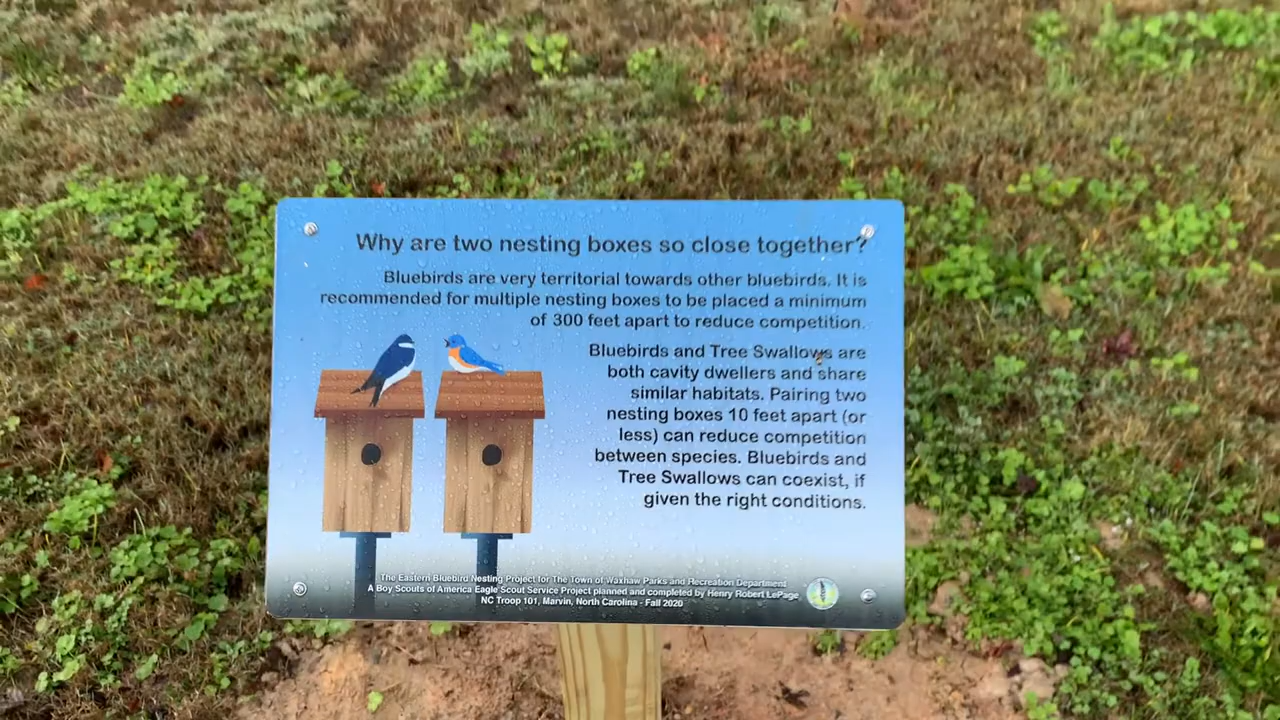 Why are two nesting boxes so close together?
Bluebirds are very territorial towards other bluebirds. It is
recommended for multiple nesting boxes to be placed a minimum
of 300 feet apart to reduce competition.
Bluebirds and Tree Swallows are
both cavity dwellers and share
similar habitats. Pairing two
nesting boxes 10 feet apart (or
less) can reduce competition
between species. Bluebirds and
Tree Swallows can coexist, if
given the right conditions.
The Eastern Bluebird Nesting Project for The Town of Waxhaw Parks and Recreation Department
A Boy Scouts of America Eagle Scout Service Project planned and completed by Henry Robert LePage
NC Troop 101, Marvin, North Carolina - Fall 2020